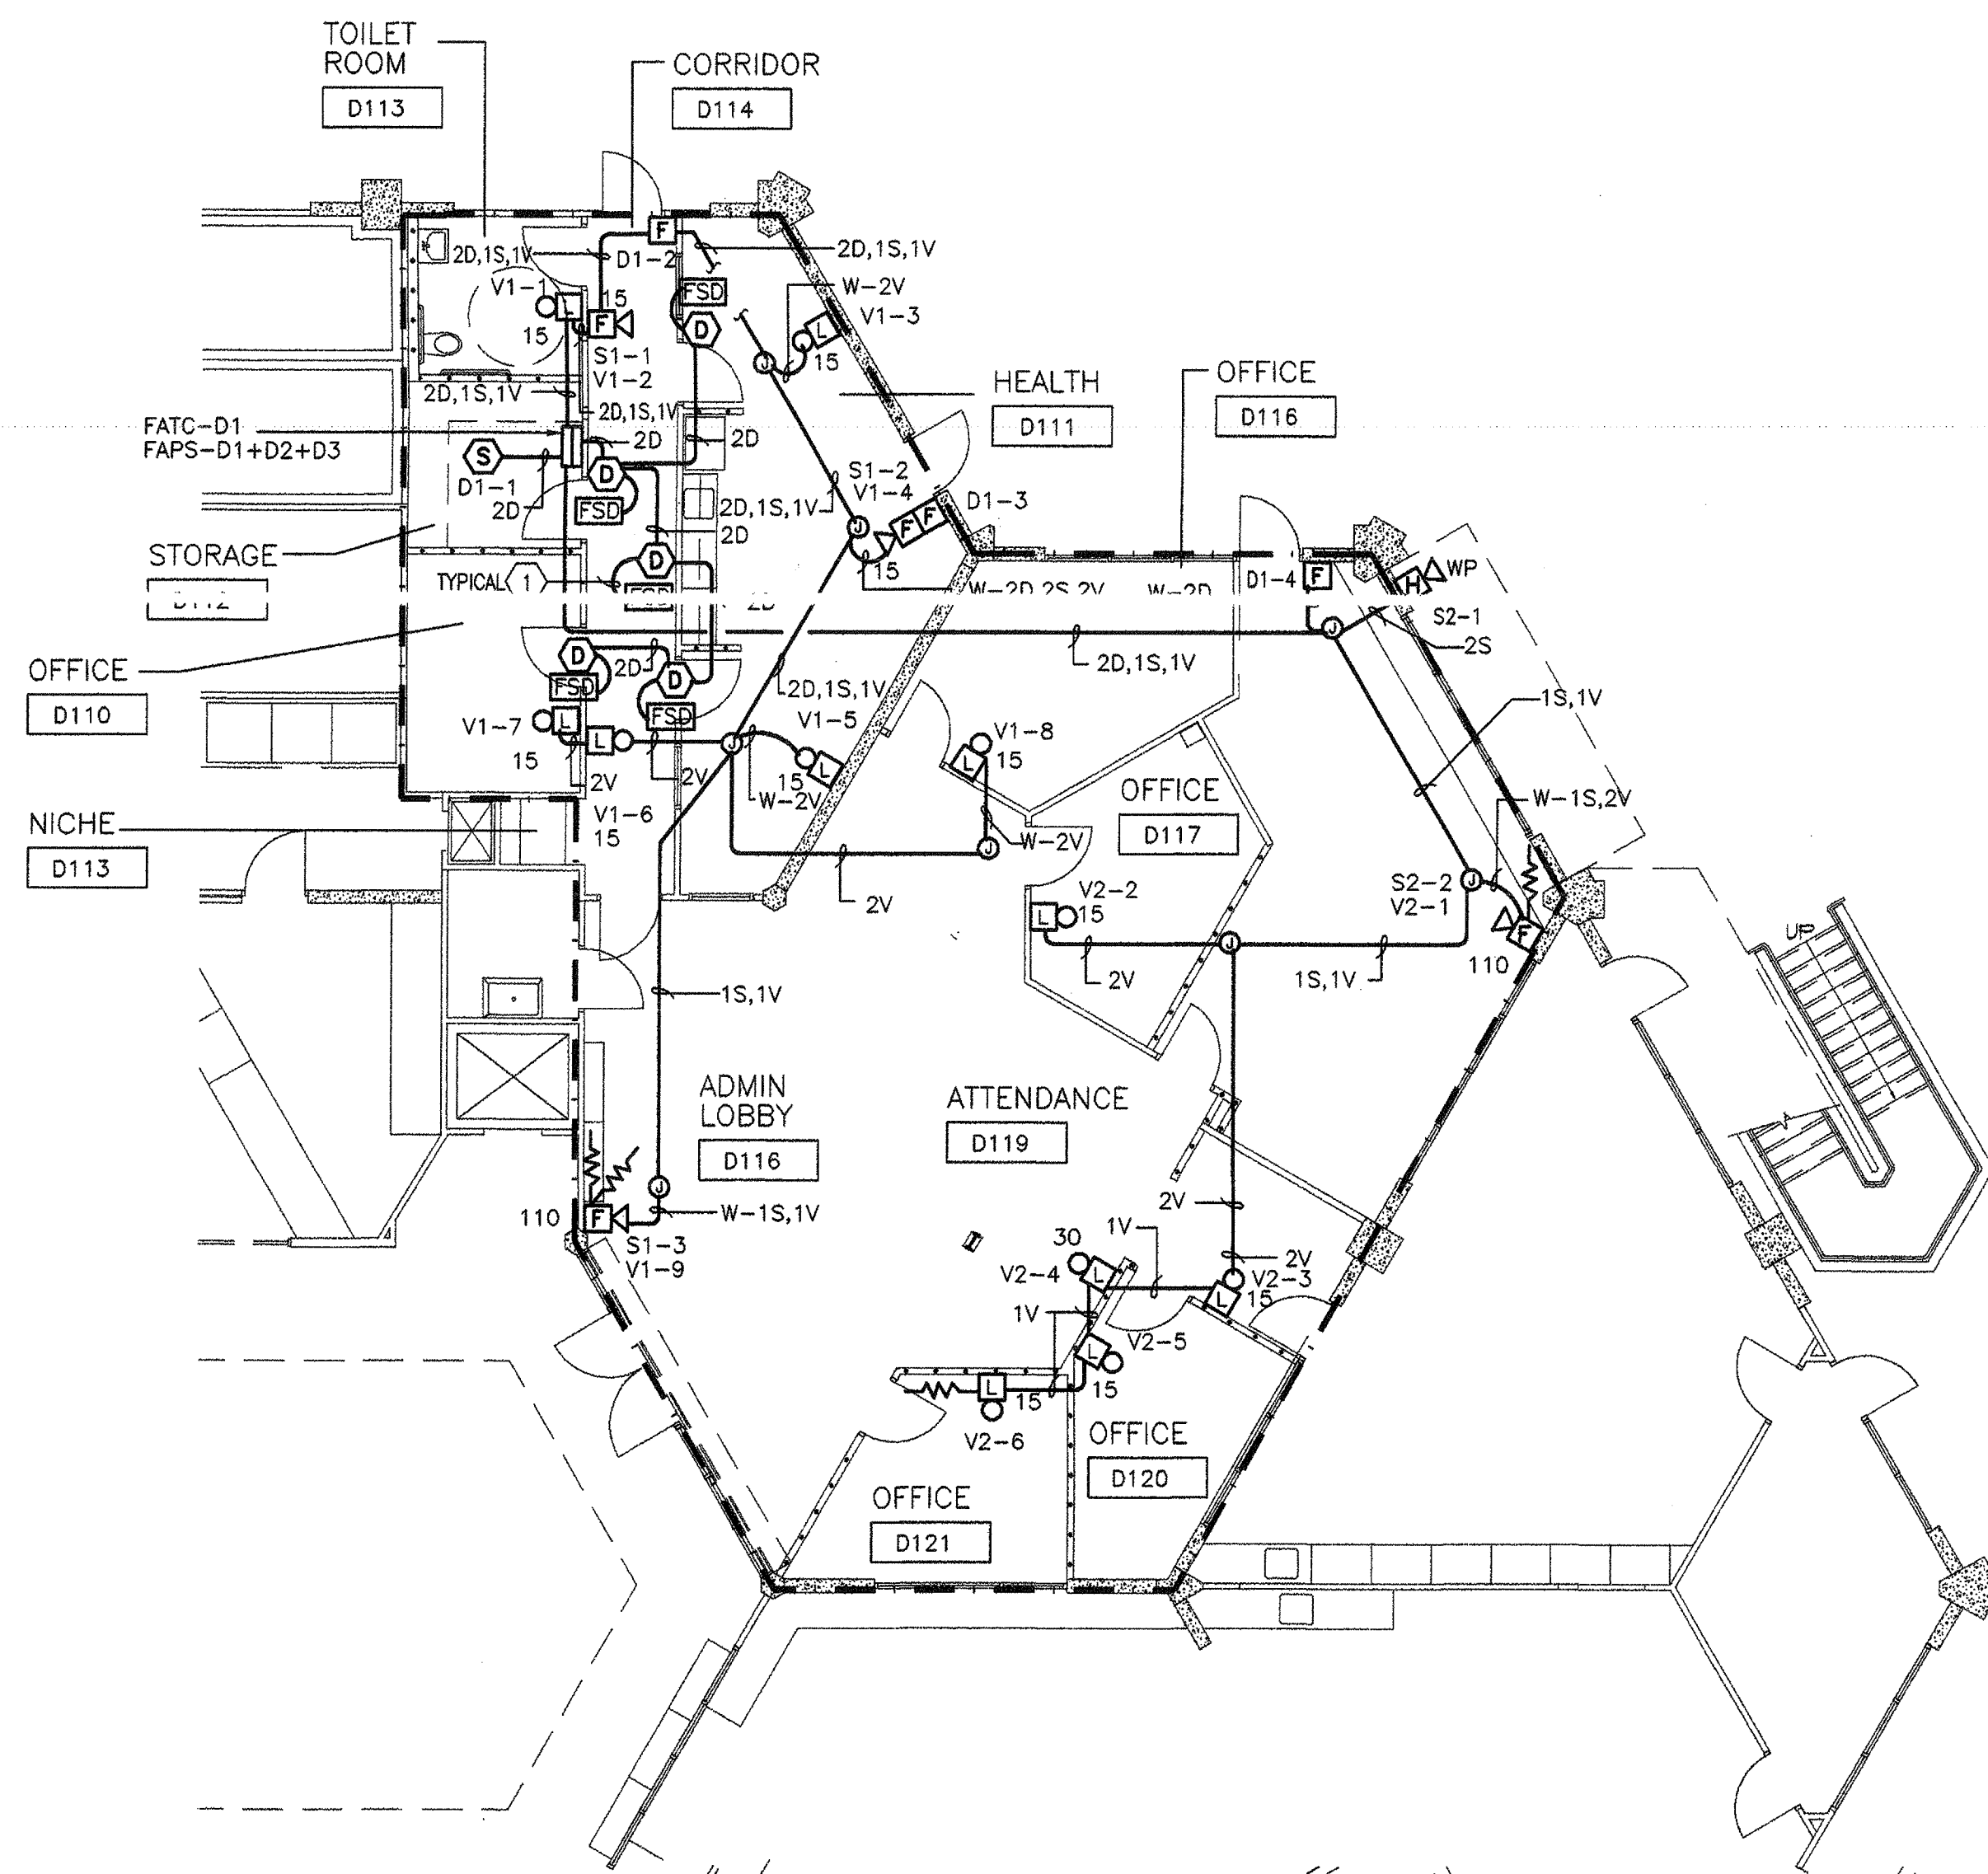 TOILET
ROOM
D113
CORRIDOR
D114
F
2D,1S,1V
D1-2
2D,1S,1V
V1-1
15
15
F
S1-1
V1-2
FSD
D
W-2V
V1-3
L
15
J
2D,1S,1V
2D,1S,1V
HEALTH
D111
OFFICE
D116
FATC-D1
FAPS-D1+D2+D3
S
D1-1
2D
2D
D
FSD
2D
2D
2D,1S,1V
S1-2
V1-4
D1-3
J
F
F
15
STORAGE
TYPICAL
1
D
W-2D,2S,2V
W-2D
D1-4
F
H
WP
S2-1
2S
J
2D,1S,1V
OFFICE
D110
D
FSD
2D
D
FSD
2D,1S,1V
V1-5
1S,1V
V1-7
L
15
L
2V
2V
J
W-2V
15
L
V1-8
L
15
W-2V
J
2V
V1-6
15
NICHE
D113
OFFICE
D117
W-1S,2V
S2-2
V2-1
J
F
110
V2-2
L
15
2V
J
1S,1V
UP
1S,1V
ADMIN
LOBBY
D116
ATTENDANCE
D119
J
W-1S,1V
110
F
S1-3
V1-9
2V
1V
30
V2-4
L
2V
V2-3
L
15
1V
V2-5
L
15
L
15
V2-6
OFFICE
D120
OFFICE
D121